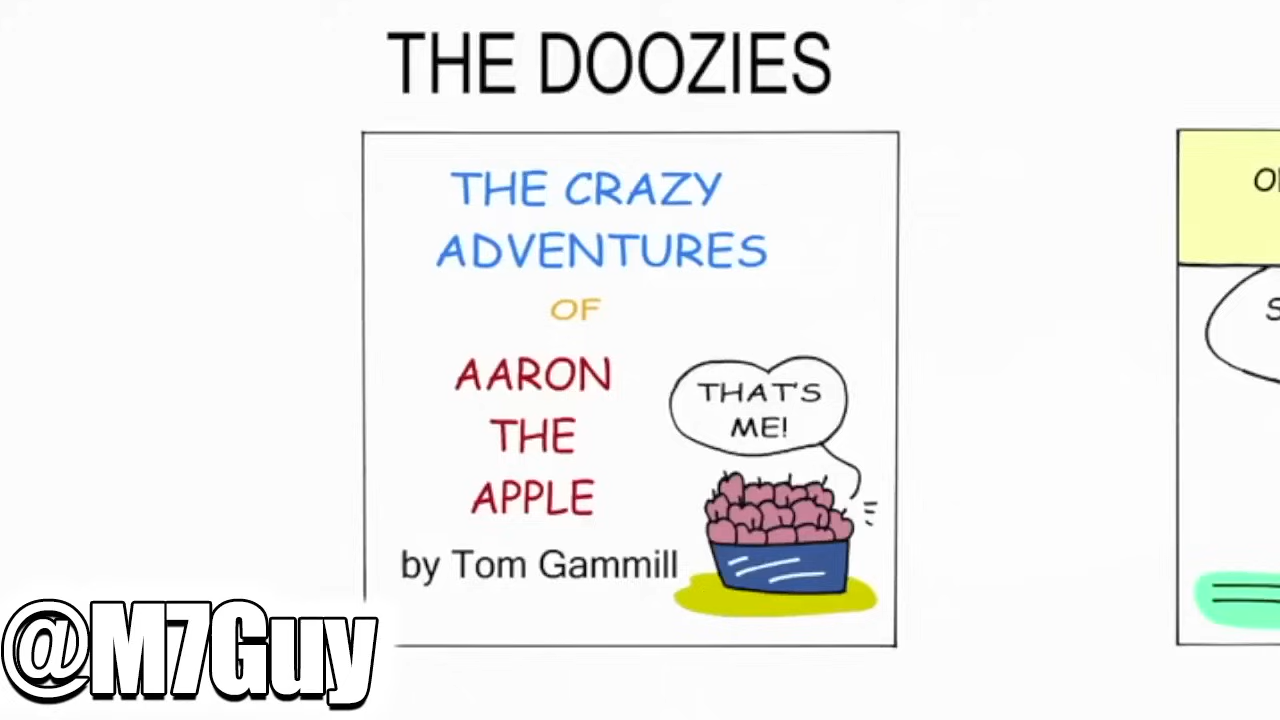 THE DOOZIES
THE CRAZY
ADVENTURES
OF
AARON
THE
APPLE
by Tom Gammill
THAT'S
ME!
@M7Guy